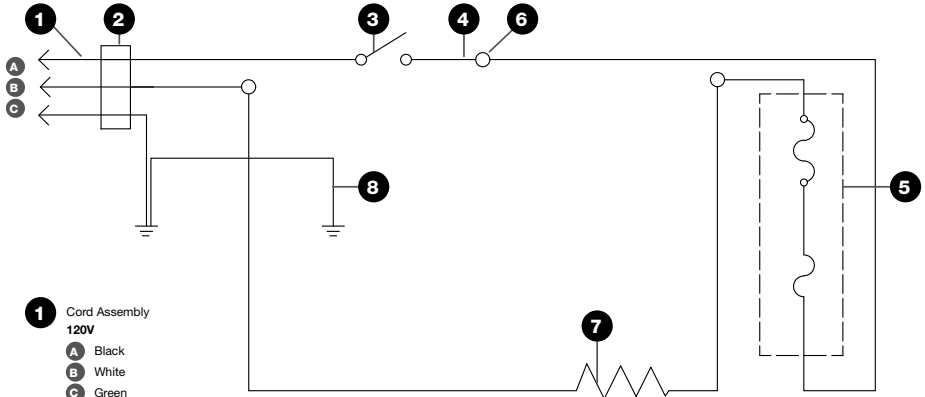 1 2 3 4 6
A
B
C
8 5
1 Cord Assembly
120V
A Black
B White
C Green
7